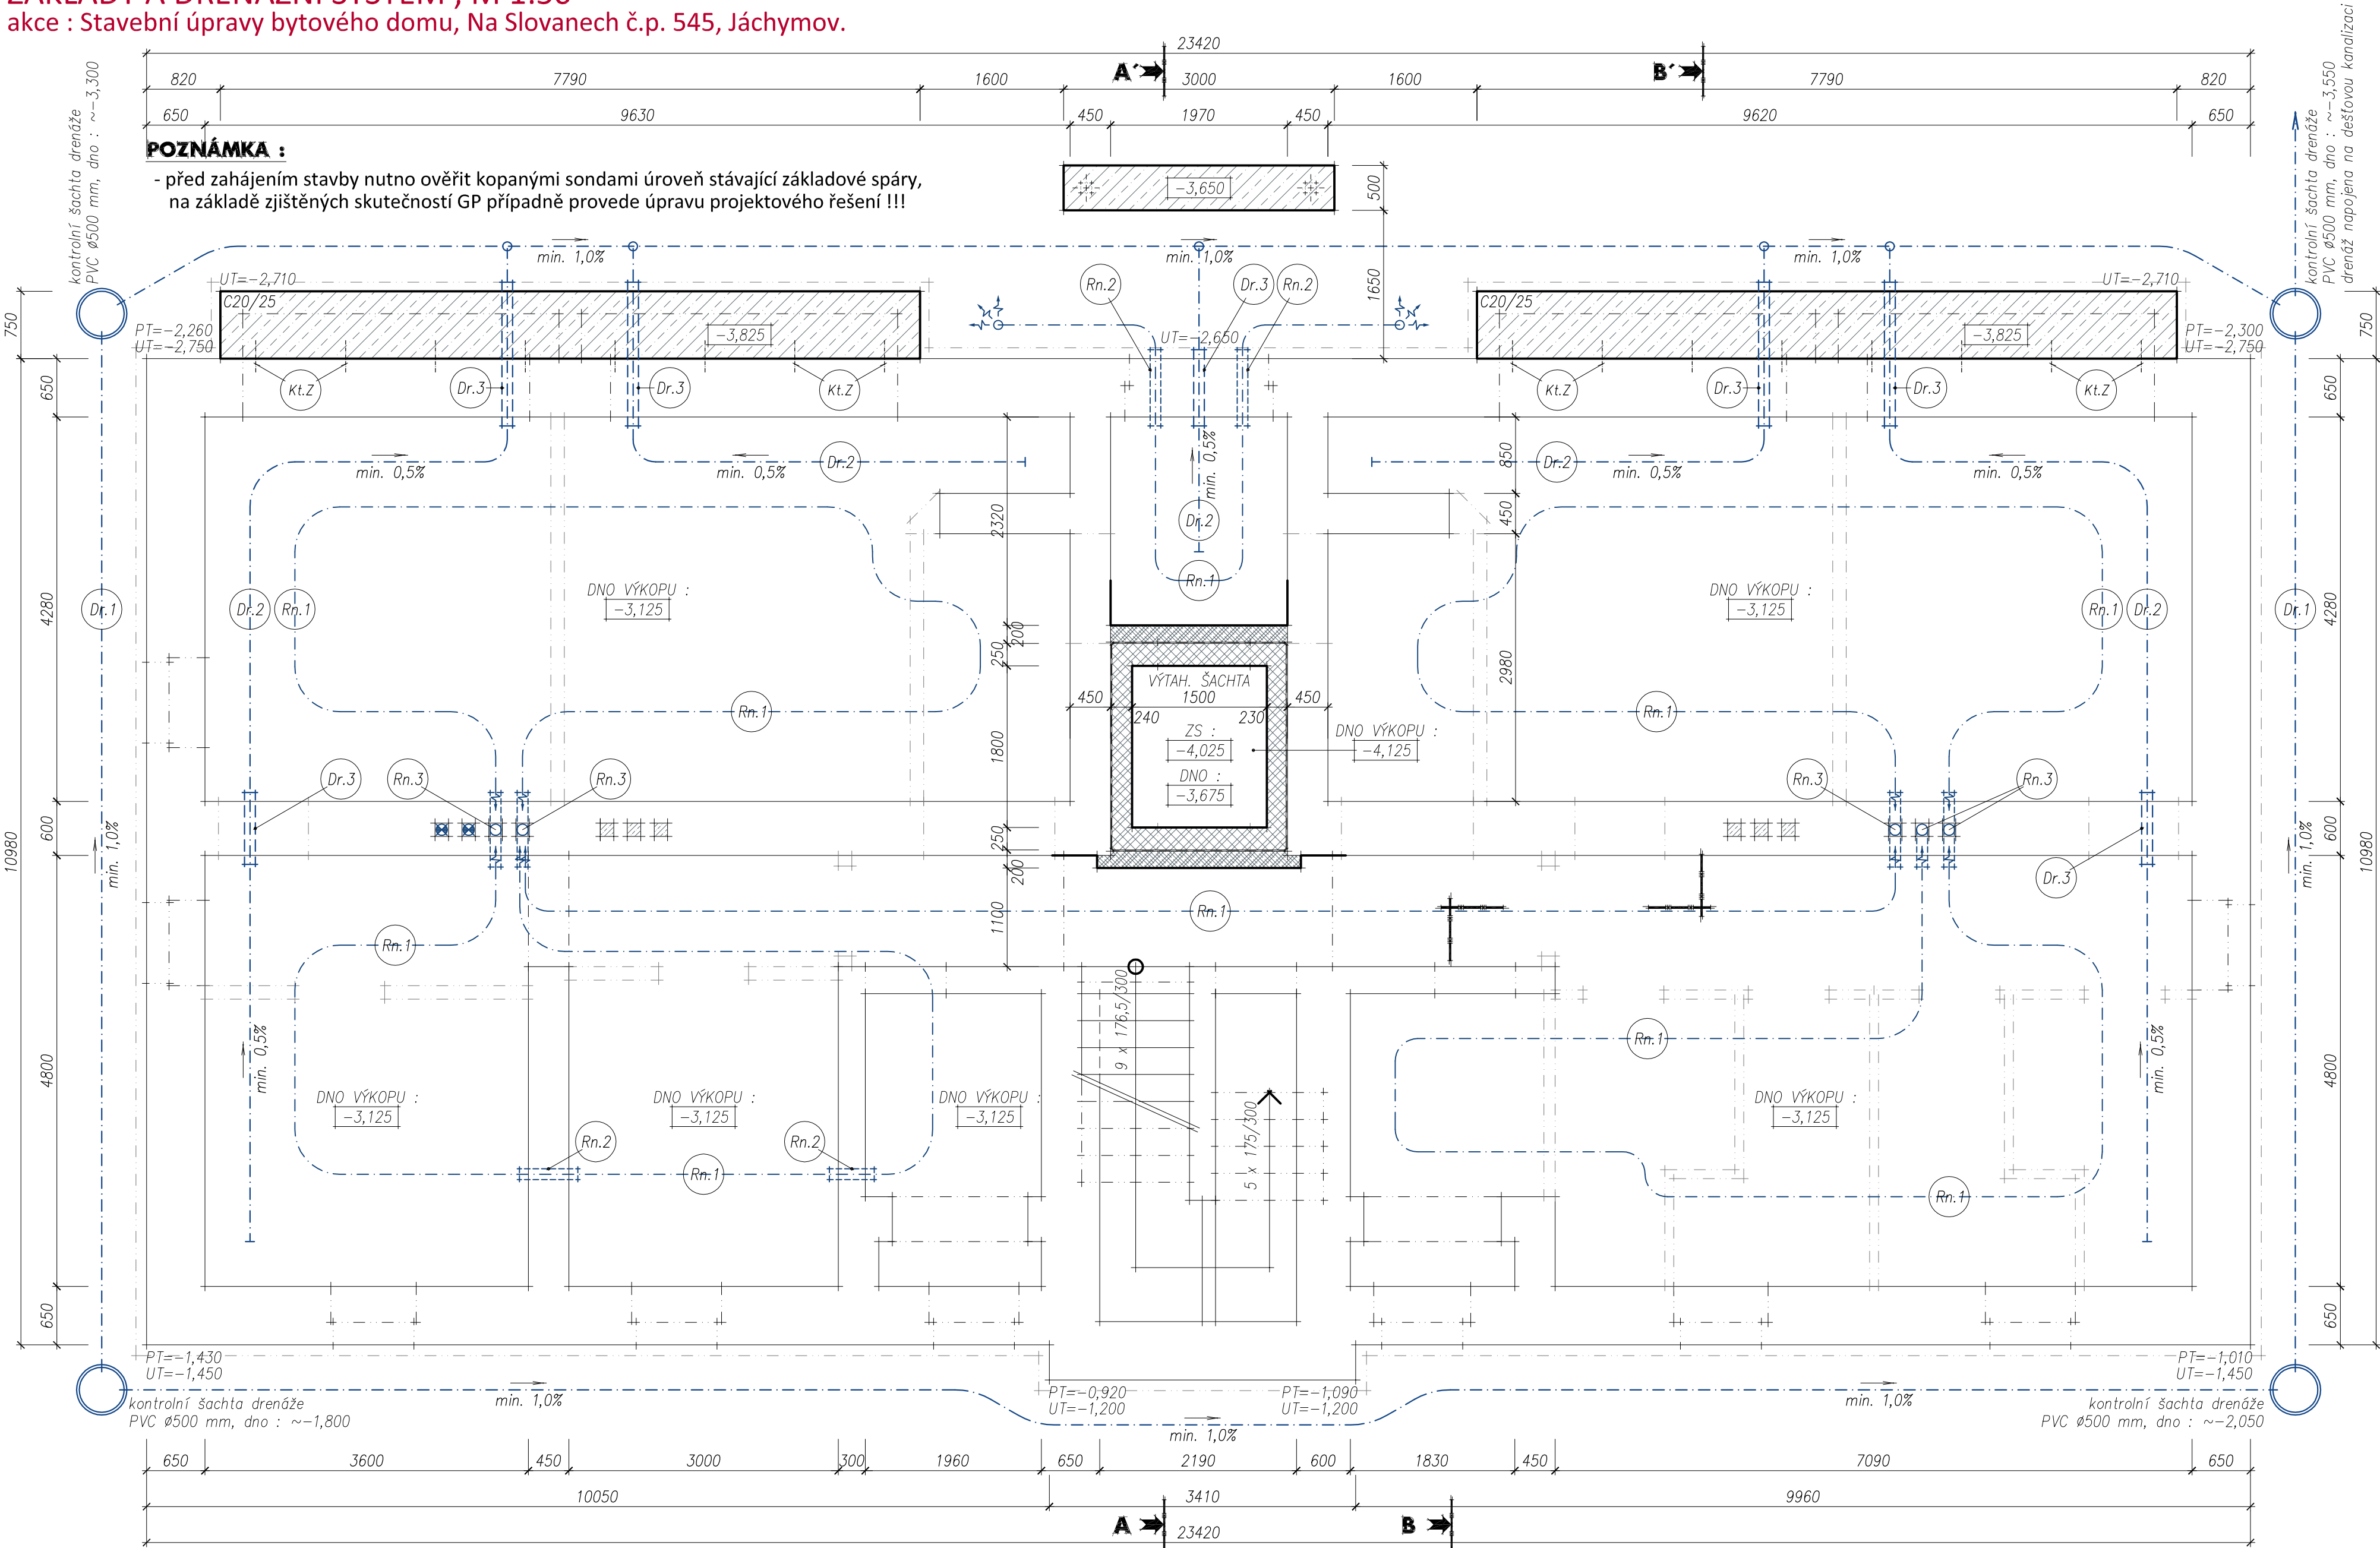 akce : Stavební úpravy bytového domu, Na Slovanech č.p. 545, Jáchymov.
23420
820
7790
1600
A´
3000
1600
B´
7790
820
650
9630
450
1970
450
9620
650
kontrolní šachta drenáže
PVC ø500 mm, dno : ~-3,300
kontrolní šachta drenáže
PVC ø500 mm, dno : ~-3,550
drenáž napojena na dešťovou kanalizaci
POZNÁMKA :
- před zahájením stavby nutno ověřit kopanými sondami úroveň stávající základové spáry,
na základě zjištěných skutečností GP případně provede úpravu projektového řešení !!!
-3,650
500
1650
min. 1,0%
min. 1,0%
min. 1,0%
UT=-2,710
C20/25
-3,825
PT=-2,260
UT=-2,750
Rn.2
Dr.3
Rn.2
UT=-2,650
UT=-2,710
C20/25
-3,825
PT=-2,300
UT=-2,750
750
650
4280
600
10980
4800
650
750
650
4280
600
10980
4800
650
Kt.Z
Dr.3
Dr.3
Kt.Z
Kt.Z
Dr.3
Dr.3
Kt.Z
min. 0,5%
min. 0,5%
Dr.2
min. 0,5%
Dr.2
min. 0,5%
min. 0,5%
Dr.2
Rn.1
2320
200
250
1800
250
200
1100
850
450
2980
Dr.1
Dr.2
Rn.1
DNO VÝKOPU :
-3,125
DNO VÝKOPU :
-3,125
Rn.1
Dr.2
Dr.1
Rn.1
450
VÝTAH. ŠACHTA
1500
450
240
230
ZS :
-4,025
DNO :
-3,675
DNO VÝKOPU :
-4,125
Rn.1
Dr.3
Rn.3
Rn.3
Rn.3
Rn.3
Dr.3
min. 1,0%
min. 1,0%
Rn.1
Rn.1
9 x 176,5/300
5 x 175/300
Rn.1
min. 0,5%
min. 0,5%
DNO VÝKOPU :
-3,125
DNO VÝKOPU :
-3,125
DNO VÝKOPU :
-3,125
DNO VÝKOPU :
-3,125
Rn.2
Rn.2
Rn.1
Rn.1
PT=-1,430
UT=-1,450
kontrolní šachta drenáže
PVC ø500 mm, dno : ~-1,800
min. 1,0%
PT=-0,920
UT=-1,200
PT=-1,090
UT=-1,200
min. 1,0%
min. 1,0%
PT=-1,010
UT=-1,450
kontrolní šachta drenáže
PVC ø500 mm, dno : ~-2,050
650
3600
450
3000
300
1960
650
2190
600
1830
450
7090
650
10050
3410
9960
A
23420
B